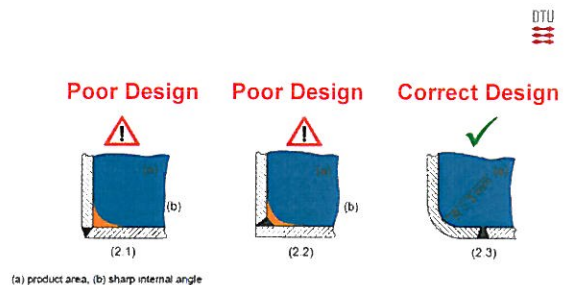 DTU
Poor Design
Poor Design
Correct Design
(b)
(b)
(2.1)
(2.2)
(2.3)
(a) product area, (b) sharp internal angle